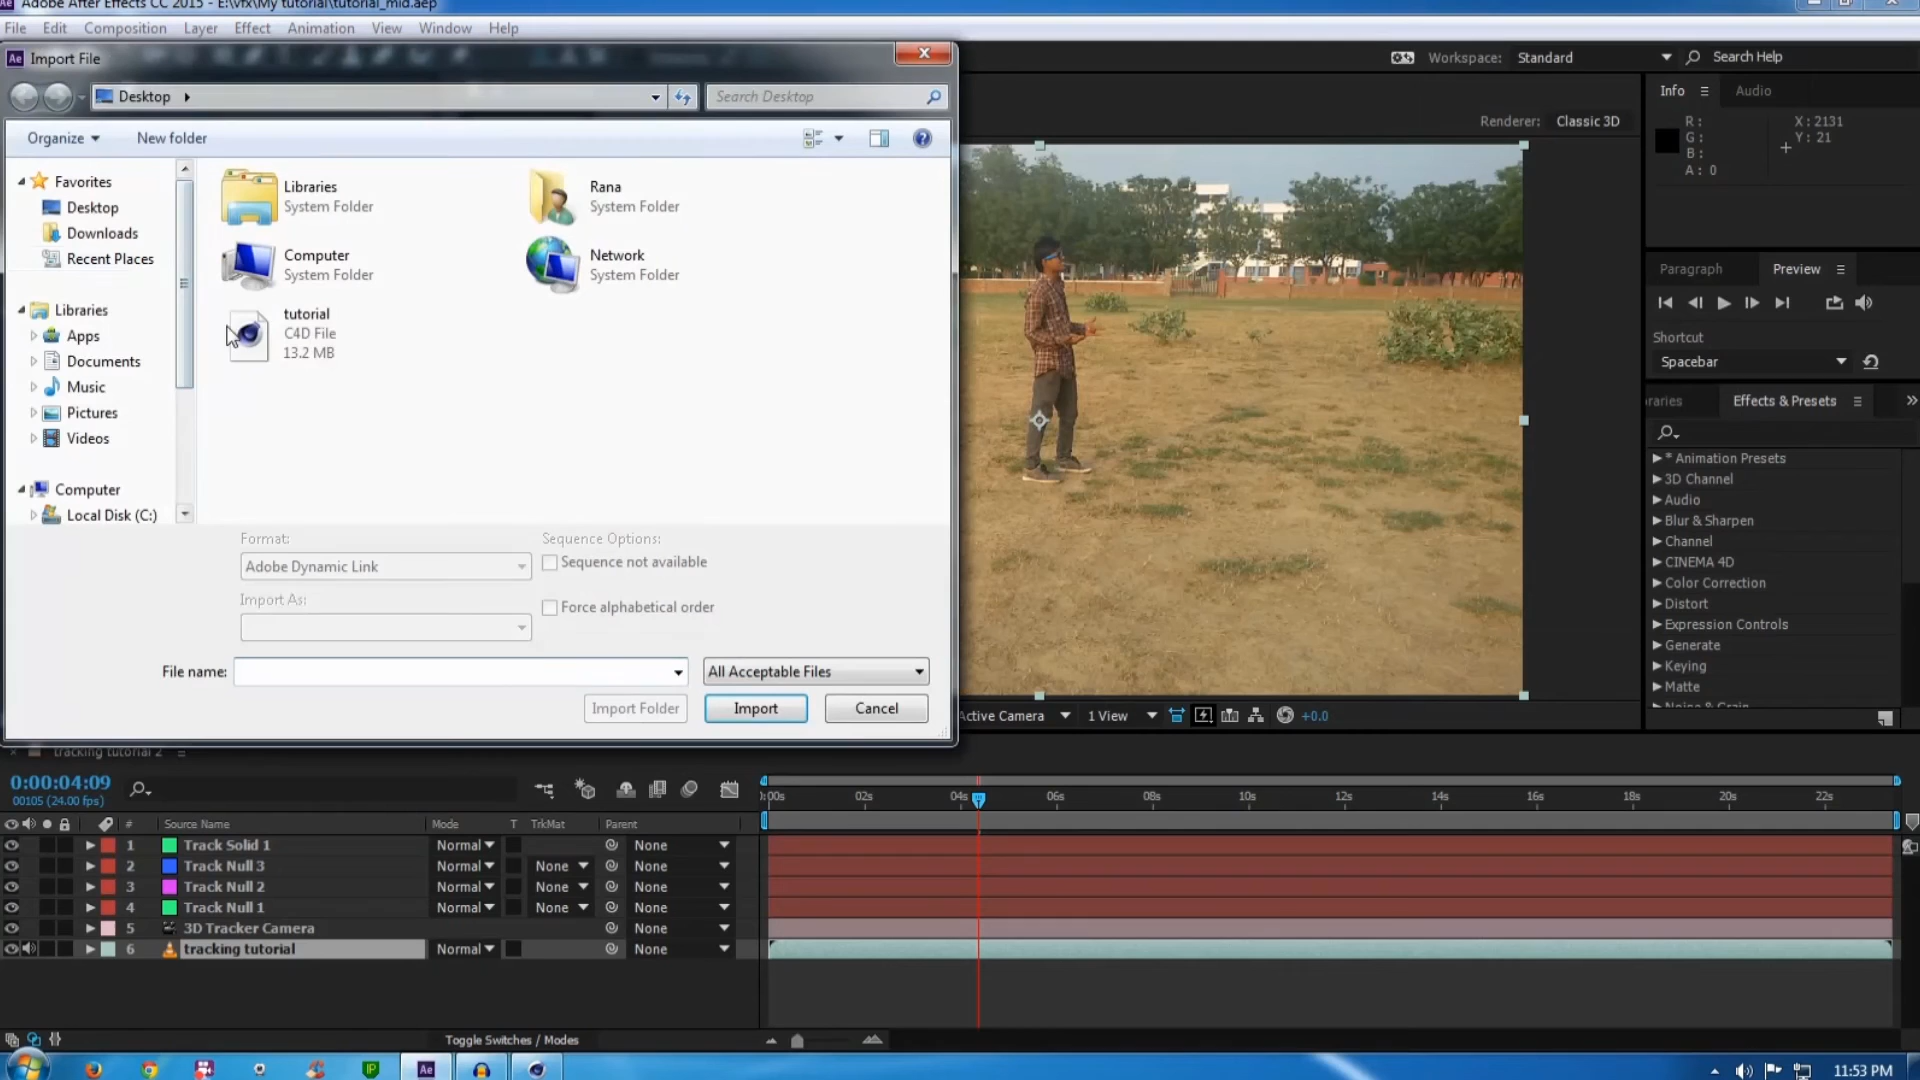 Adobe After Effects CC 2015 - E:\vfx\My tutorial\tutorial_mid.aep
File Edit Composition Layer Effect Animation View Window Help
Import File
Workspace: Standard Search Help
Desktop
Search Desktop
Info Audio
Organize New folder
Renderer: Classic 3D
R :
G :
B :
A : 0
X : 2131
Y : 21
Favorites
Desktop
Downloads
Recent Places
Libraries
Apps
Documents
Music
Pictures
Videos
Computer
Local Disk (C:)
Libraries
System Folder
Rana
System Folder
Computer
System Folder
Network
System Folder
tutorial
C4D File
13.2 MB
Format:
Adobe Dynamic Link
Import As:
Sequence Options:
Sequence not available
Force alphabetical order
File name:
All Acceptable Files
Import Folder Import Cancel
Paragraph Preview
Shortcut
Spacebar
raries Effects & Presets
* Animation Presets
3D Channel
Audio
Blur & Sharpen
Channel
CINEMA 4D
Color Correction
Distort
Expression Controls
Generate
Keying
Matte
Noise & Grain
Active Camera 1 View +0.0
tracking tutorial 2
0:00:04:09
00105 (24.00 fps)
:00s 02s 04s 06s 08s 10s 12s 14s 16s 18s 20s 22s
# Source Name Mode T TrkMat Parent
1 Track Solid 1 Normal None
2 Track Null 3 Normal None None
3 Track Null 2 Normal None None
4 Track Null 1 Normal None None
5 3D Tracker Camera None
6 tracking tutorial Normal None
Toggle Switches / Modes
Ae
11:53 PM